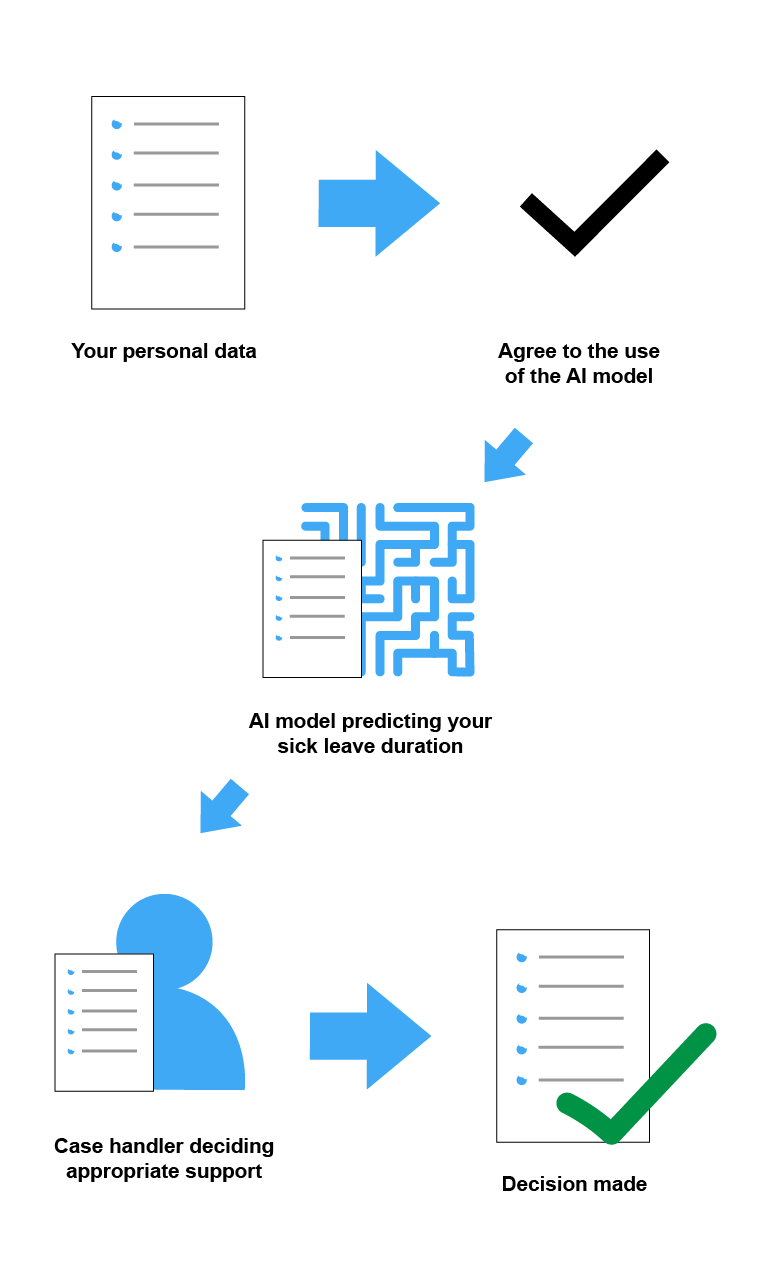 Your personal data
Agree to the use
of the AI model
AI model predicting your
sick leave duration
Case handler deciding
appropriate support
Decision made